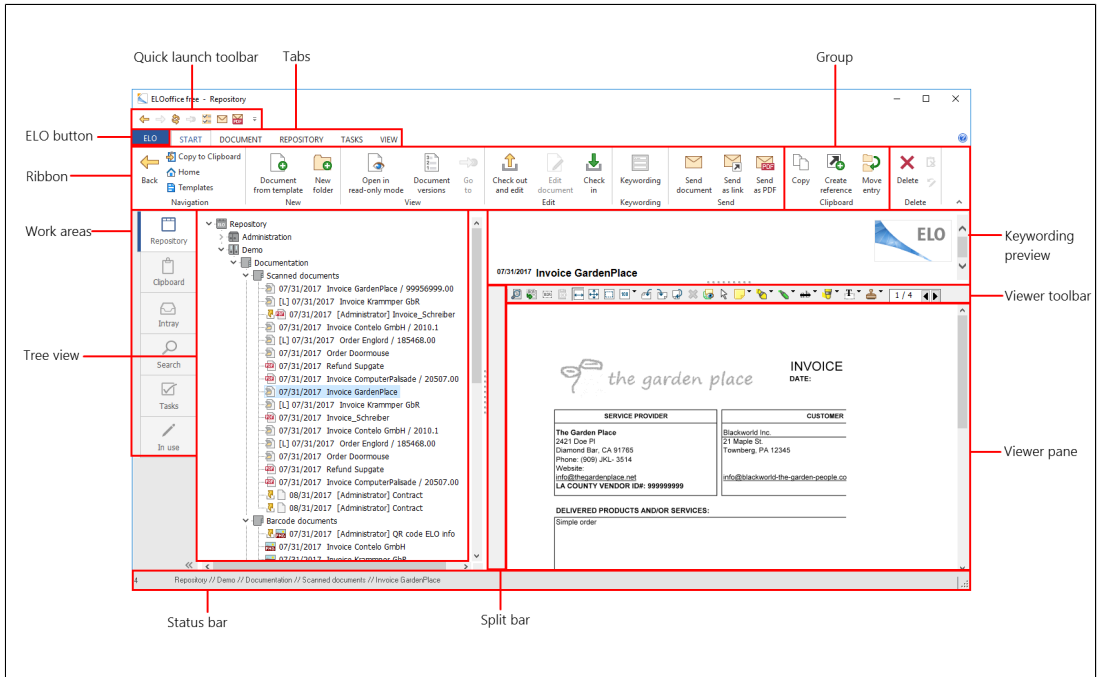 Quick launch toolbar
Tabs
Group
ELOoffice free - Repository
ELO button
ELO START DOCUMENT REPOSITORY TASKS VIEW
Ribbon
Back
Copy to Clipboard
Home
Templates
Navigation
Document from template
New folder
New
Open in read-only mode
Document versions
Go to
View
Check out and edit
Edit document
Check in
Edit
Keywording
Keywording
Send document
Send as link
Send as PDF
Send
Copy
Create reference
Move entry
Clipboard
Delete
Delete
Work areas
Repository
Clipboard
Intray
Search
Tasks
In use
Tree view
Repository
Administration
Demo
Documentation
Scanned documents
07/31/2017 Invoice GardenPlace / 99956999.00
[L] 07/31/2017 Invoice Krammper GbR
07/31/2017 [Administrator] Invoice_Schreiber
07/31/2017 Invoice Contelo GmbH / 2010.1
[L] 07/31/2017 Order Englord / 185468.00
07/31/2017 Order Doormouse
07/31/2017 Refund Supgate
07/31/2017 Invoice ComputerPalisade / 20507.00
07/31/2017 Invoice GardenPlace
[L] 07/31/2017 Invoice Krammper GbR
07/31/2017 Invoice_Schreiber
07/31/2017 Invoice Contelo GmbH / 2010.1
[L] 07/31/2017 Order Englord / 185468.00
07/31/2017 Order Doormouse
07/31/2017 Refund Supgate
07/31/2017 Invoice ComputerPalisade / 20507.00
08/31/2017 [Administrator] Contract
08/31/2017 [Administrator] Contract
Barcode documents
07/31/2017 [Administrator] QR code ELO info
07/31/2017 Invoice Contelo GmbH
07/31/2017 Invoice Krammper GbR
ELO
07/31/2017 Invoice GardenPlace
Keywording preview
Viewer toolbar
1 / 4
the garden place
INVOICE
DATE:
SERVICE PROVIDER
The Garden Place
2421 Doe Pl
Diamond Bar, CA 91765
Phone: (909) JKL- 3514
Website:
info@thegardenplace.net
LA COUNTY VENDOR ID#: 999999999
CUSTOMER
Blackworld Inc.
21 Maple St.
Townberg, PA 12345
info@blackworld-the-garden-people.co
DELIVERED PRODUCTS AND/OR SERVICES:
Simple order
Viewer pane
4 Repository // Demo // Documentation // Scanned documents // Invoice GardenPlace
Status bar
Split bar